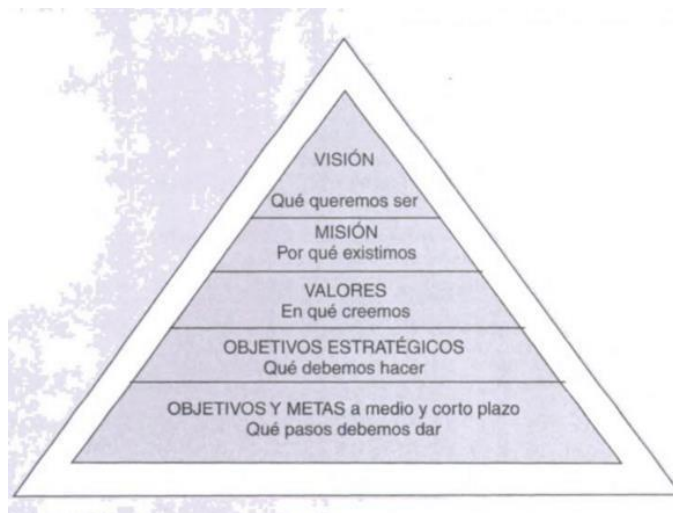 VISIÓN
Qué queremos ser
MISIÓN
Por qué existimos
VALORES
En qué creemos
OBJETIVOS ESTRATÉGICOS
Qué debemos hacer
OBJETIVOS Y METAS a medio y corto plazo
Qué pasos debemos dar